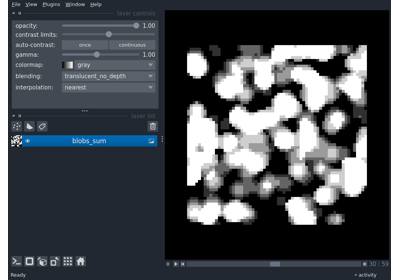 File View Plugins Window Help
layer controls
opacity: 1.00
contrast limits:
auto-contrast: once continuous
gamma: 1.00
colormap: gray
blending: translucent_no_depth
interpolation: nearest
layer list
blobs_sum
30 59
Ready
activity